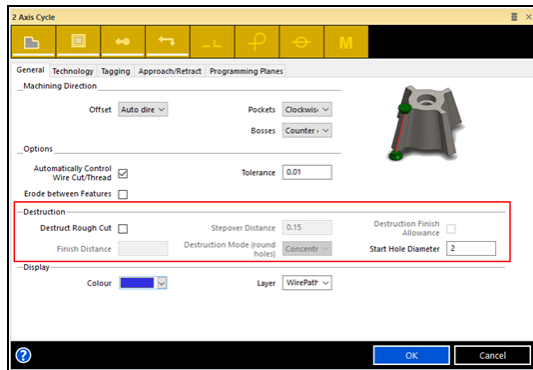 2 Axis Cycle
M
General Technology Tagging Approach/Retract Programming Planes
Machining Direction
Offset Auto dire Pockets Clockwis
Bosses Counter
Options
Automatically Control Wire Cut/Thread Tolerance 0.01
Erode between Features
Destruction
Destruct Rough Cut Stepover Distance 0.15 Destruction Finish Allowance
Finish Distance Destruction Mode (round holes) Concentr Start Hole Diameter 2
Display
Colour Layer WirePath
? OK Cancel